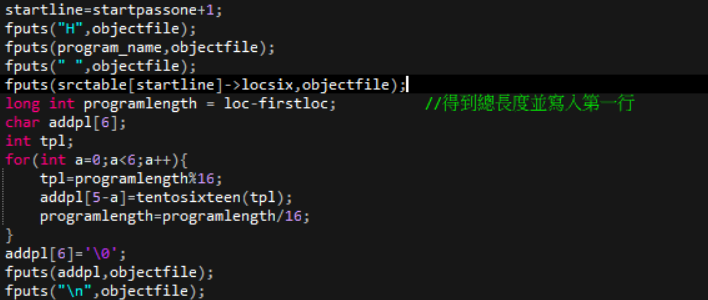 startline=startpassone+1;
fputs("H",objectfile);
fputs(program_name,objectfile);
fputs(" ",objectfile);
fputs(srctable[startline]->locsix,objectfile);
long int programlength = loc-firstloc; //得到總長度並寫入第一行
char addpl[6];
int tpl;
for(int a=0;a<6;a++){
    tpl=programlength%16;
    addpl[5-a]=tentosixteen(tpl);
    programlength=programlength/16;
}
addpl[6]='\0';
fputs(addpl,objectfile);
fputs("\n",objectfile);